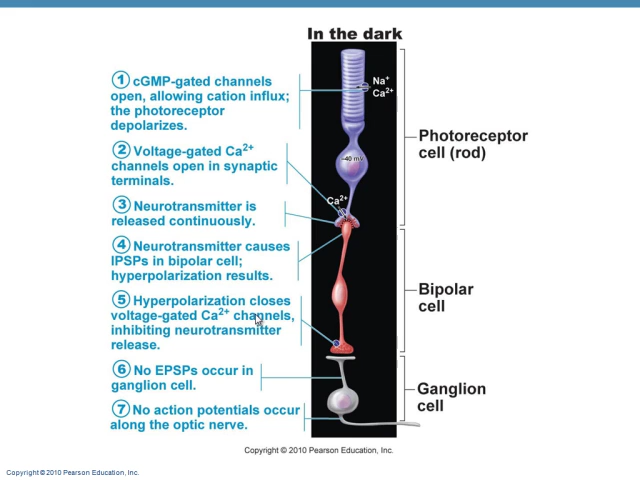 In the dark
① cGMP-gated channels
open, allowing cation influx;
the photoreceptor
depolarizes.
Na⁺
Ca²⁺
② Voltage-gated Ca²⁺
channels open in synaptic
terminals.
–40 mV
Photoreceptor
cell (rod)
Ca²⁺
③ Neurotransmitter is
released continuously.
④ Neurotransmitter causes
IPSPs in bipolar cell;
hyperpolarization results.
⑤ Hyperpolarization closes
voltage-gated Ca²⁺ channels,
inhibiting neurotransmitter
release.
Bipolar
cell
⑥ No EPSPs occur in
ganglion cell.
⑦ No action potentials occur
along the optic nerve.
Ganglion
cell
Copyright © 2010 Pearson Education, Inc.
Copyright © 2010 Pearson Education, Inc.